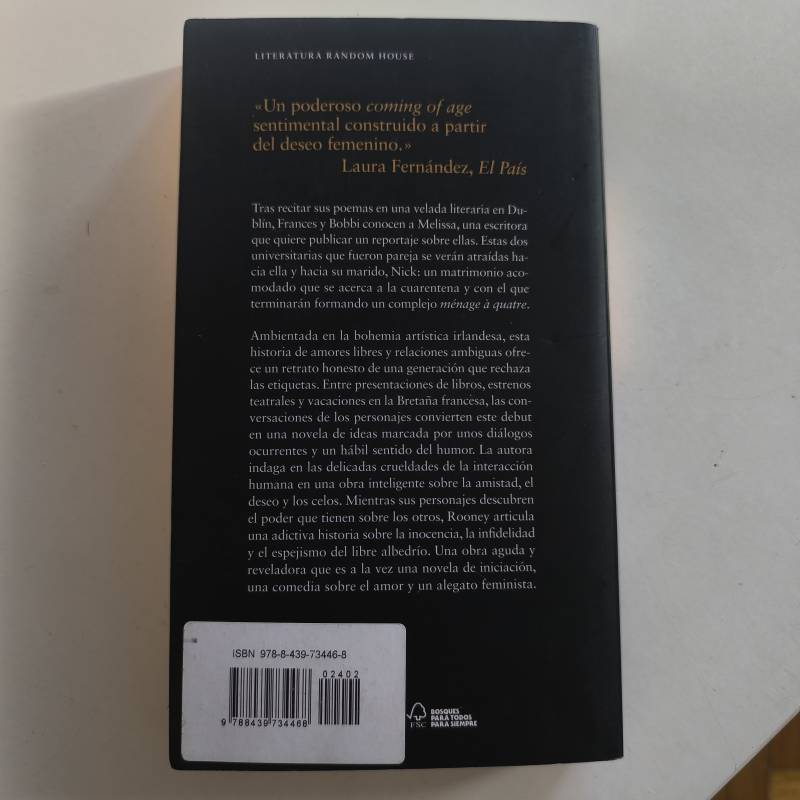 LITERATURA RANDOM HOUSE
«Un poderoso coming of age
sentimental construido a partir
del deseo femenino.»
Laura Fernández, El País
Tras recitar sus poemas en una velada literaria en Du-
blín, Frances y Bobbi conocen a Melissa, una escritora
que quiere publicar un reportaje sobre ellas. Estas dos
universitarias que fueron pareja se verán atraídas ha-
cia ella y hacia su marido, Nick: un matrimonio aco-
modado que se acerca a la cuarentena y con el que
terminarán formando un complejo ménage à quatre.
Ambientada en la bohemia artística irlandesa, esta
historia de amores libres y relaciones ambiguas ofre-
ce un retrato honesto de una generación que rechaza
las etiquetas. Entre presentaciones de libros, estrenos
teatrales y vacaciones en la Bretaña francesa, las con-
versaciones de los personajes convierten este debut
en una novela de ideas marcada por unos diálogos
ocurrentes y un hábil sentido del humor. La autora
indaga en las delicadas crueldades de la interacción
humana en una obra inteligente sobre la amistad, el
deseo y los celos. Mientras sus personajes descubren
el poder que tienen sobre los otros, Rooney articula
una adictiva historia sobre la inocencia, la infidelidad
y el espejismo del libre albedrío. Una obra aguda y
reveladora que es a la vez una novela de iniciación,
una comedia sobre el amor y un alegato feminista.
ISBN 978-8-439-73446-8
02402
9 788439 734468
FSC
BOSQUES
PARA TODOS
PARA SIEMPRE